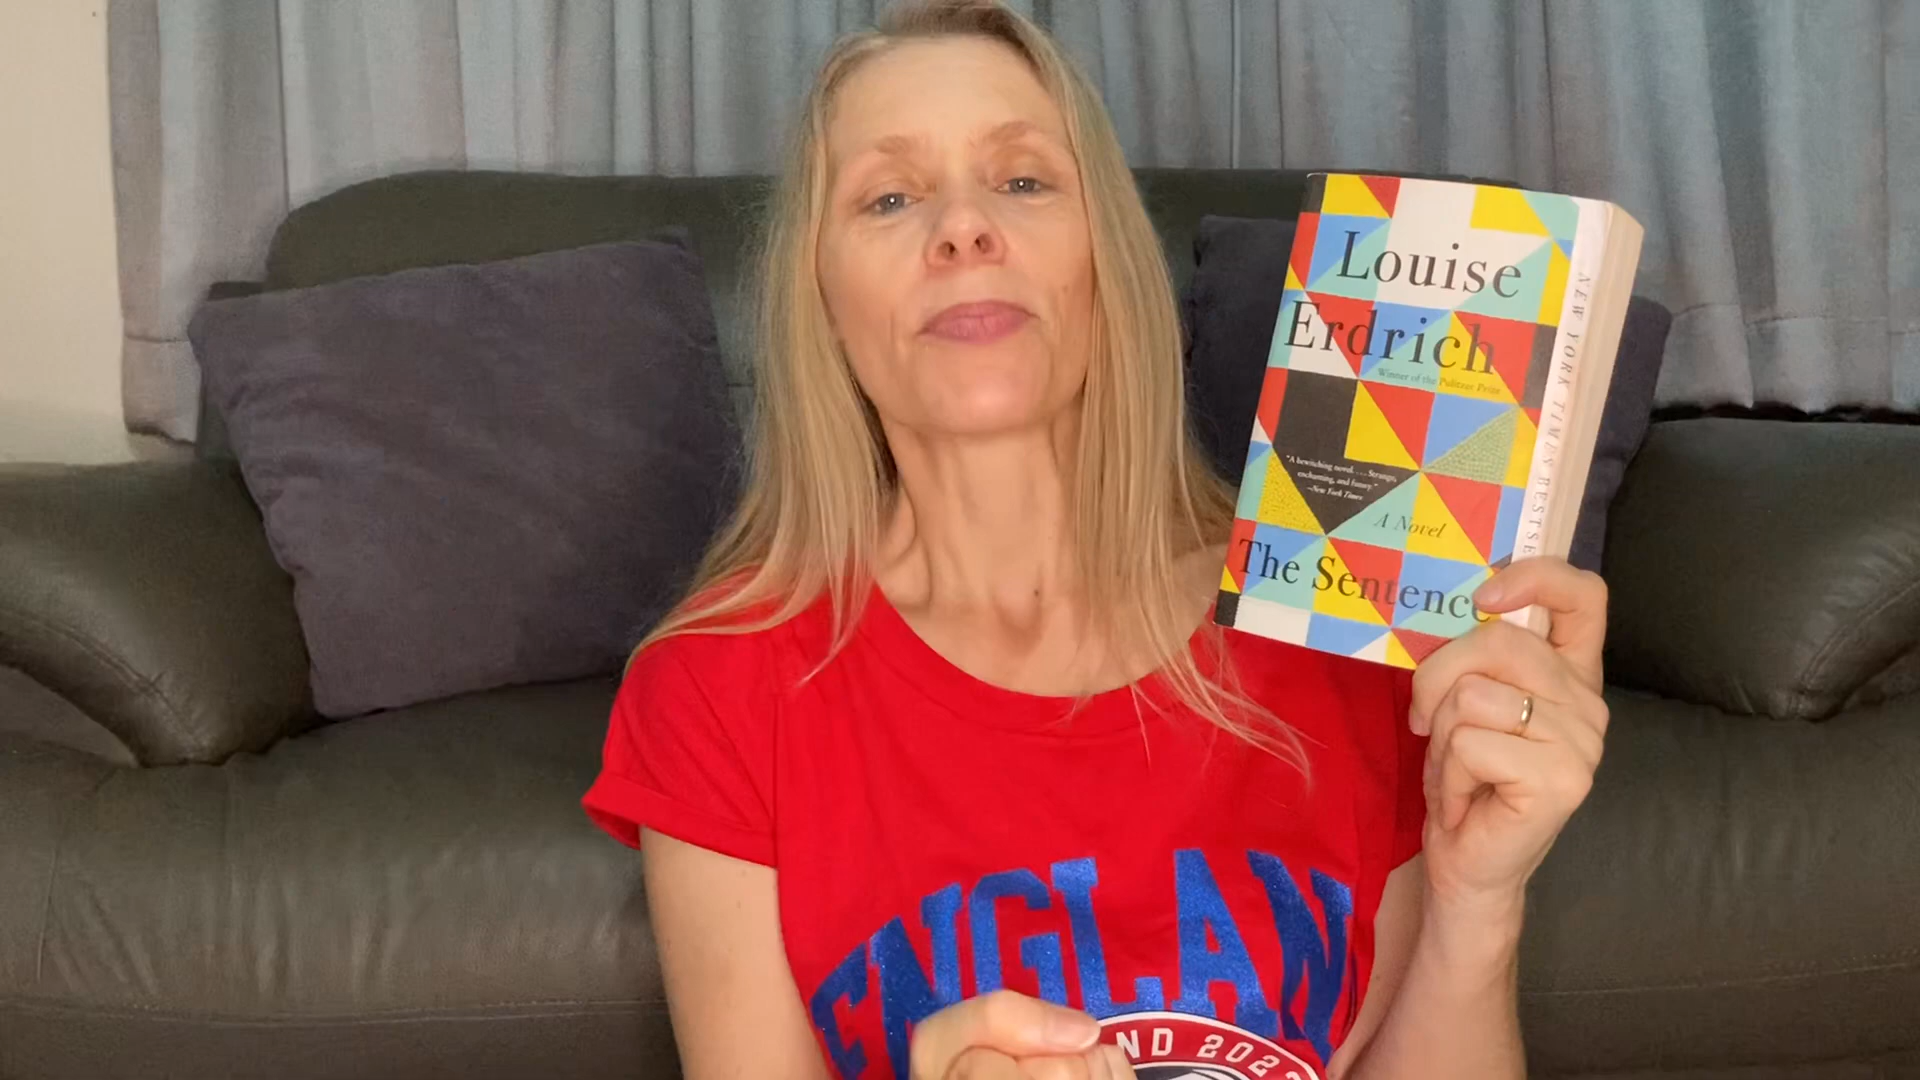 Louise
Erdrich
Winner of the Pulitzer Prize
"A bewitching novel. . . . Strange,
enchanting, and funny."
—New York Times
A Novel
The Sentence
NEW YORK TIMES BESTSE
ENGLAN
ND 202